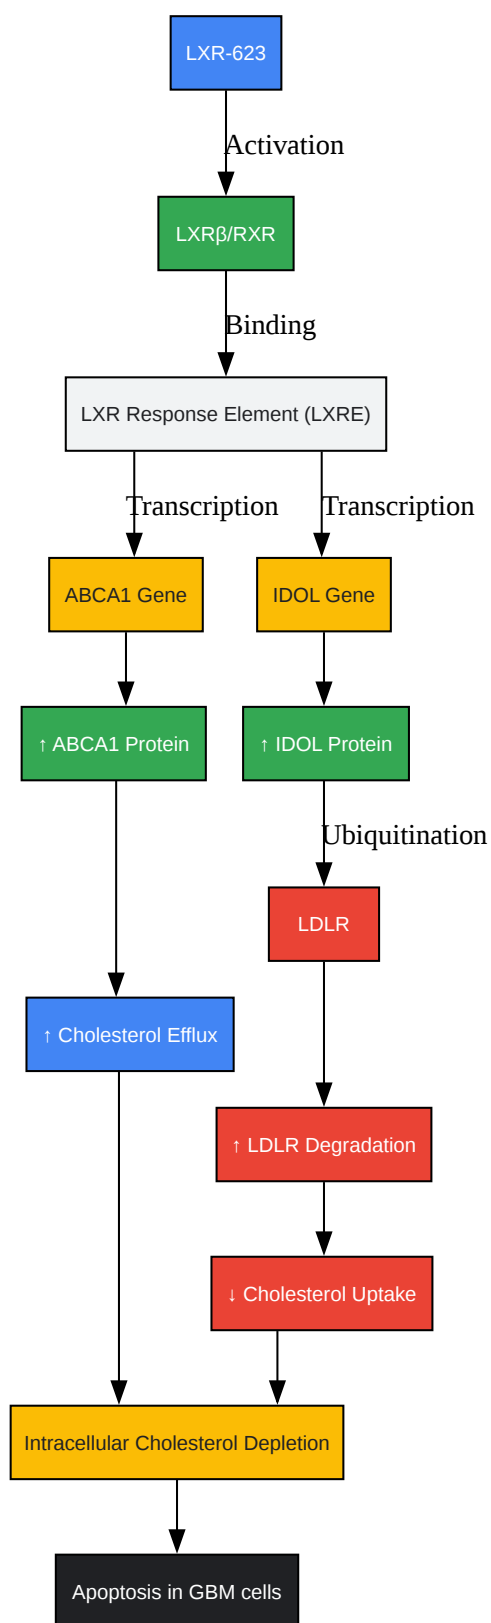 LXR-623
Activation
LXRβ/RXR
Binding
LXR Response Element (LXRE)
Transcription
Transcription
ABCA1 Gene
IDOL Gene
↑ ABCA1 Protein
↑ IDOL Protein
Ubiquitination
LDLR
↑ Cholesterol Efflux
↑ LDLR Degradation
↓ Cholesterol Uptake
Intracellular Cholesterol Depletion
Apoptosis in GBM cells